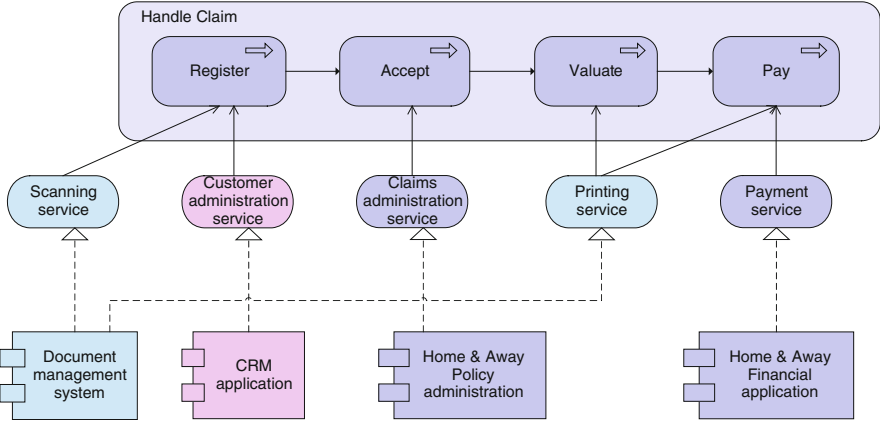 Handle Claim
Register
Accept
Valuate
Pay
Scanning
service
Customer
administration
service
Claims
administration
service
Printing
service
Payment
service
Document
management
system
CRM
application
Home & Away
Policy
administration
Home & Away
Financial
application